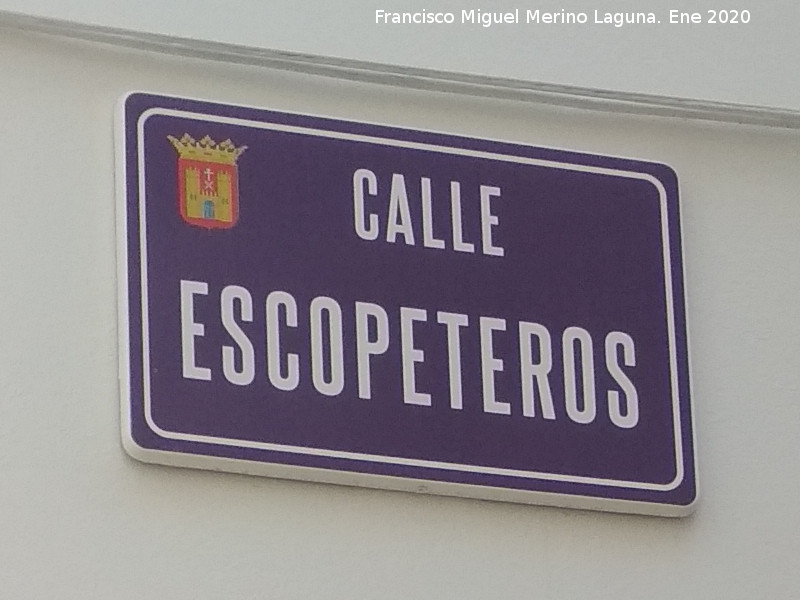 Francisco Miguel Merino Laguna. Ene 2020
CALLE
ESCOPETEROS